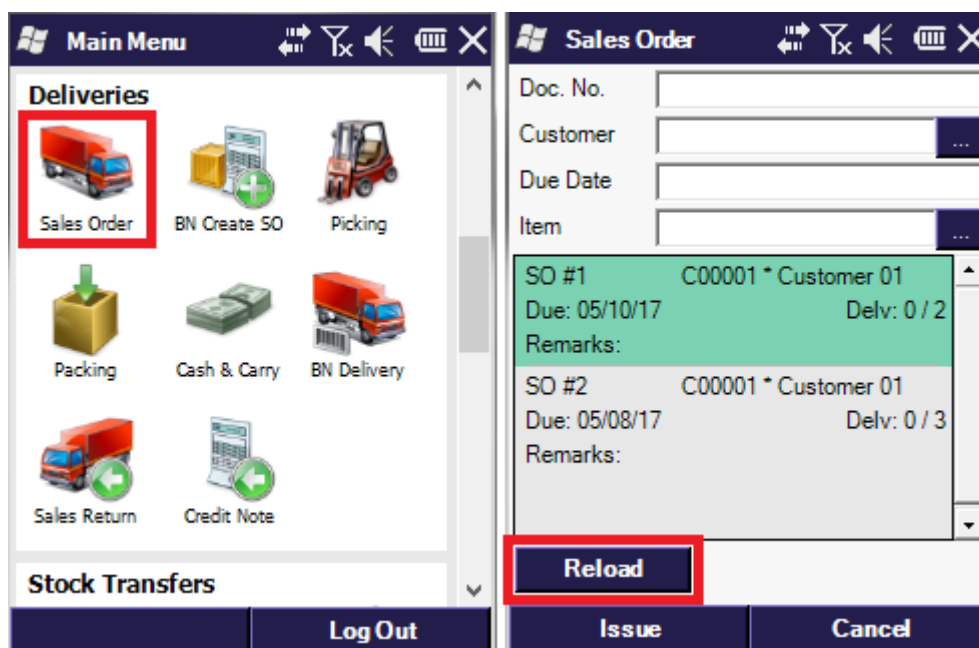 Main Menu
Deliveries
Sales Order
BN Create SO
Picking
Packing
Cash & Carry
BN Delivery
Sales Return
Credit Note
Stock Transfers
Log Out
Sales Order
Doc. No.
Customer
...
Due Date
Item
...
SO #1 C00001 * Customer 01
Due: 05/10/17 Delv: 0 / 2
Remarks:
SO #2 C00001 * Customer 01
Due: 05/08/17 Delv: 0 / 3
Remarks:
Reload
Issue
Cancel